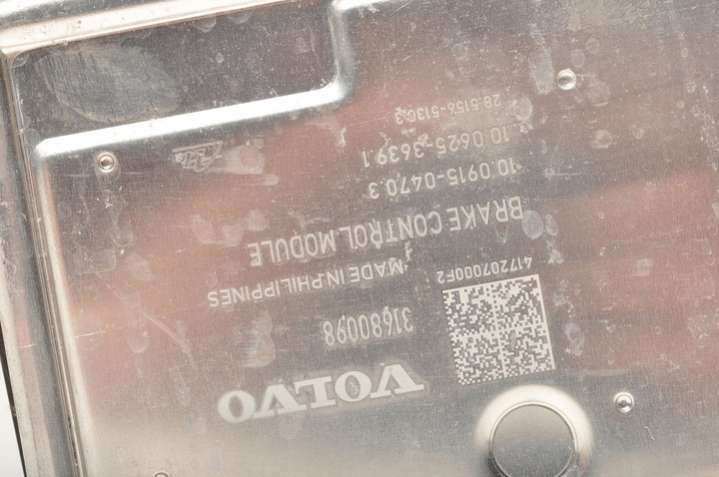 VOLVO
31680098
MADE IN PHILIPPINES
417207000F2
BRAKE CONTROL MODULE
10.0915-0470.3
10.0625-3639.1
28.5156-5130.3